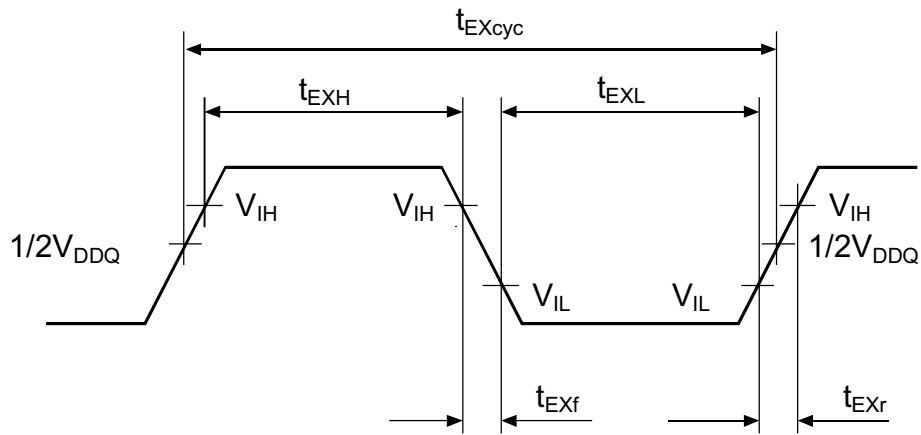 tEXcyc
tEXH
tEXL
VIH
VIH
VIH
1/2VDDQ
1/2VDDQ
VIL
VIL
tEXf
tEXr